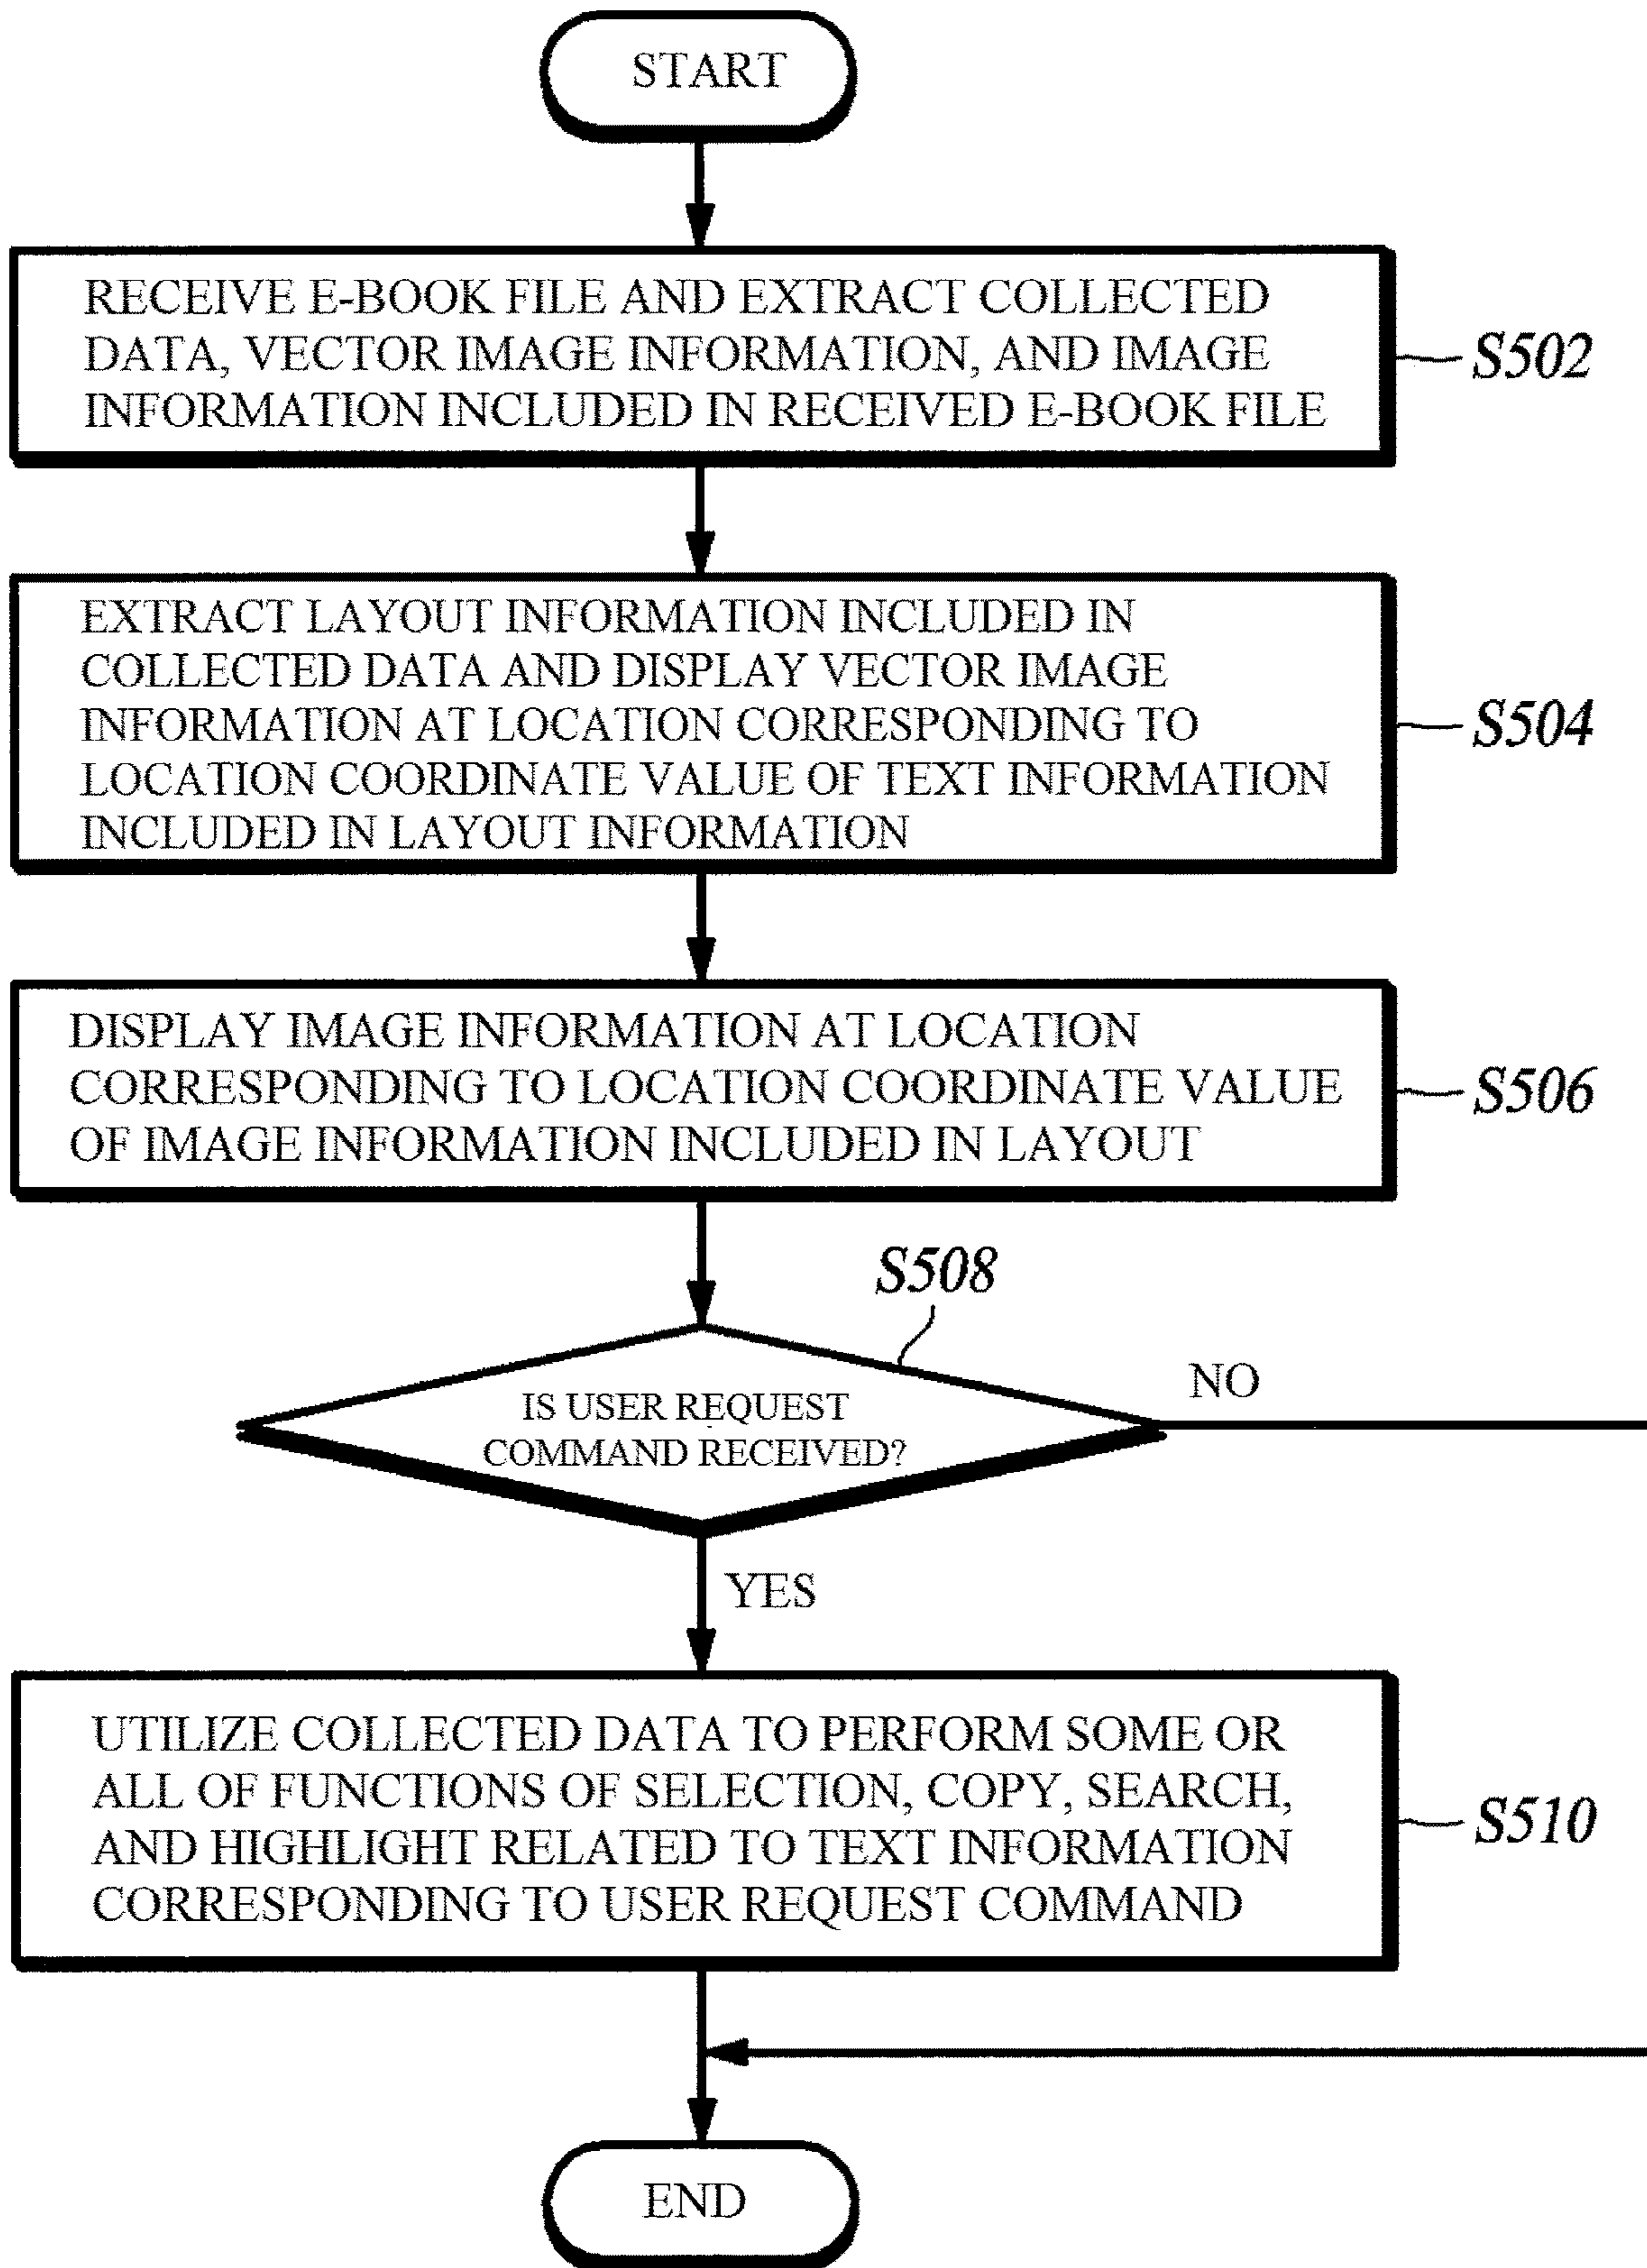 START
RECEIVE E-BOOK FILE AND EXTRACT COLLECTED
DATA, VECTOR IMAGE INFORMATION, AND IMAGE
INFORMATION INCLUDED IN RECEIVED E-BOOK FILE
S502
EXTRACT LAYOUT INFORMATION INCLUDED IN
COLLECTED DATA AND DISPLAY VECTOR IMAGE
INFORMATION AT LOCATION CORRESPONDING TO
LOCATION COORDINATE VALUE OF TEXT INFORMATION
INCLUDED IN LAYOUT INFORMATION
S504
DISPLAY IMAGE INFORMATION AT LOCATION
CORRESPONDING TO LOCATION COORDINATE VALUE
OF IMAGE INFORMATION INCLUDED IN LAYOUT
S506
S508
IS USER REQUEST
COMMAND RECEIVED?
NO
YES
UTILIZE COLLECTED DATA TO PERFORM SOME OR
ALL OF FUNCTIONS OF SELECTION, COPY, SEARCH,
AND HIGHLIGHT RELATED TO TEXT INFORMATION
CORRESPONDING TO USER REQUEST COMMAND
S510
END